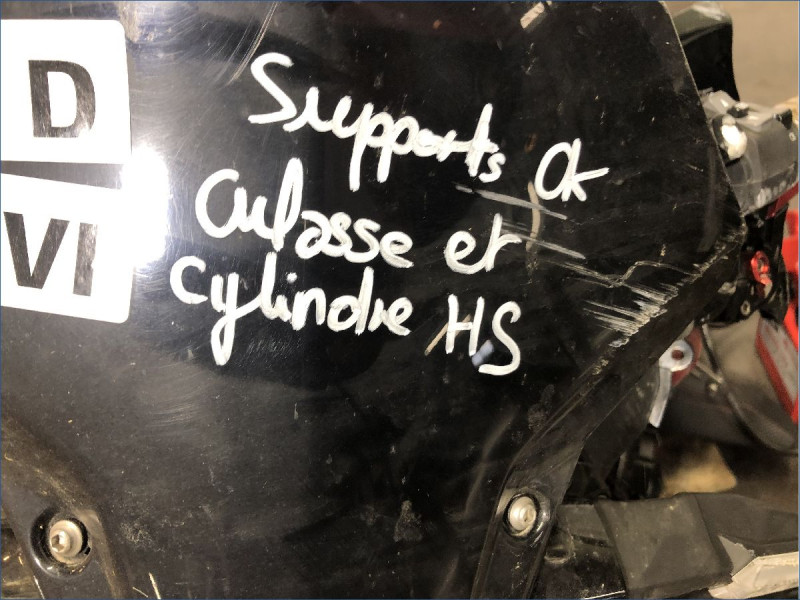 D
VI
Supports Ok
Culasse et
cylindre HS